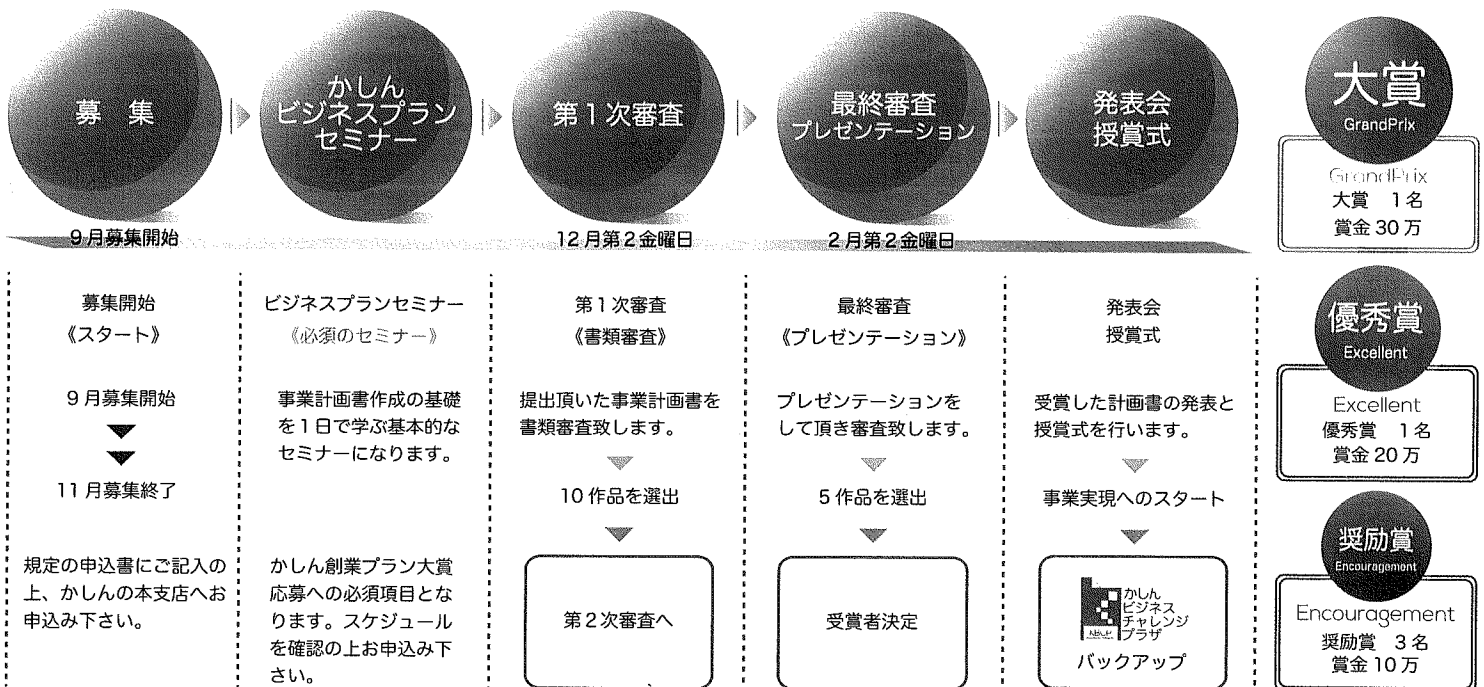 募 集
かしん
ビジネスプラン
セミナー
第1次審査
最終審査
プレゼンテーション
発表会
授賞式
9月募集開始
12月第2金曜日
2月第2金曜日
募集開始
《スタート》
9月募集開始
11月募集終了
規定の申込書にご記入の
上、かしんの本支店へお
申込み下さい。
ビジネスプランセミナー
《必須のセミナー》
事業計画書作成の基礎
を1日で学ぶ基本的な
セミナーになります。
かしん創業プラン大賞
応募への必須項目とな
ります。スケジュール
を確認の上お申込み下
さい。
第1次審査
《書類審査》
提出頂いた事業計画書を
書類審査致します。
10作品を選出
第2次審査へ
最終審査
《プレゼンテーション》
プレゼンテーションを
して頂き審査致します。
5作品を選出
受賞者決定
発表会
授賞式
受賞した計画書の発表と
授賞式を行います。
事業実現へのスタート
かしん
ビジネス
チャレンジ
プラザ
バックアップ
大賞
GrandPrix
GrandPrix
大賞 1名
賞金30万
優秀賞
Excellent
Excellent
優秀賞 1名
賞金20万
奨励賞
Encouragement
Encouragement
奨励賞 3名
賞金10万